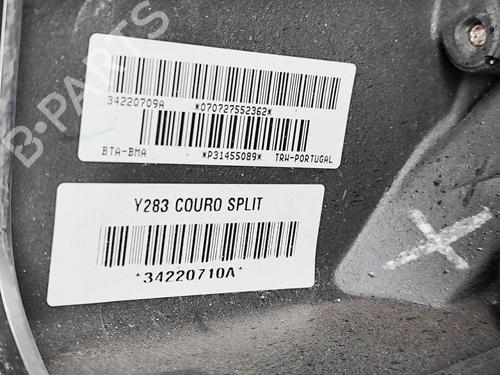 B-PARTS
34220709A *070727552362*
BTA-BMA *P31455089* TRW-PORTUGAL
Y283 COURO SPLIT
*34220710A*